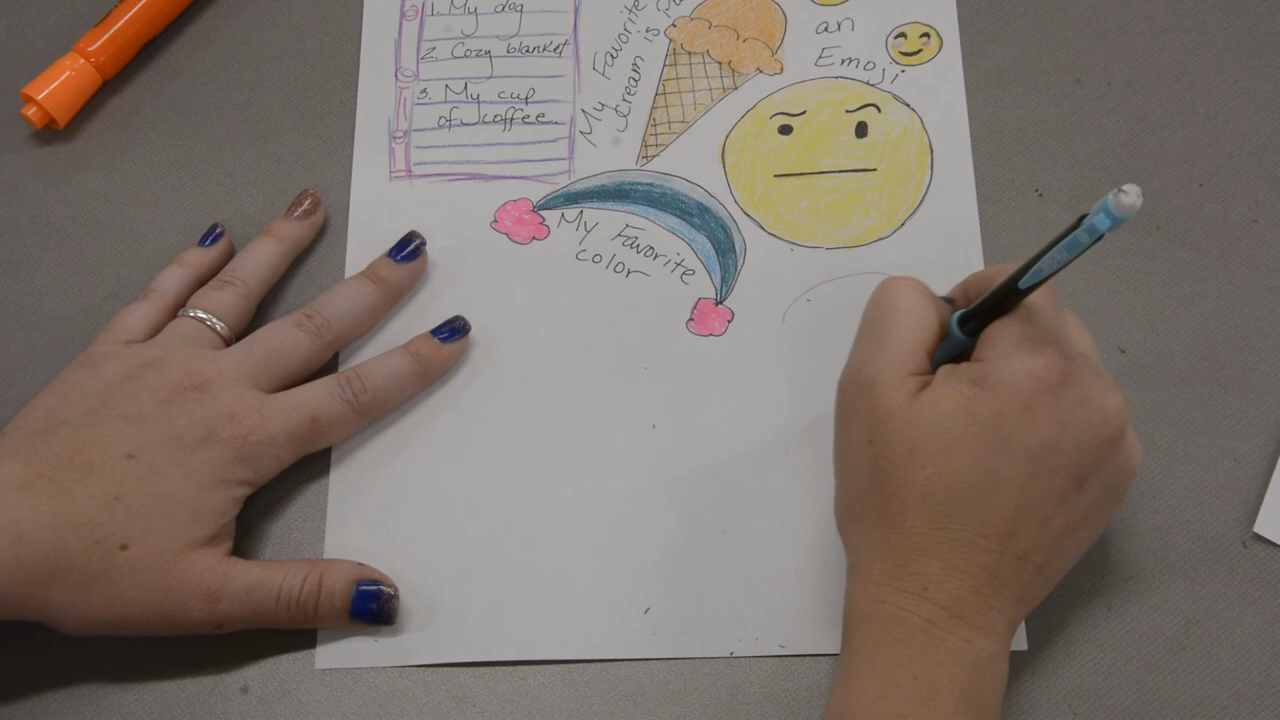 1. My dog
2. Cozy blanket
3. My cup
of coffee.
My Favorite
cream is
an
Emoji
My Favorite
color